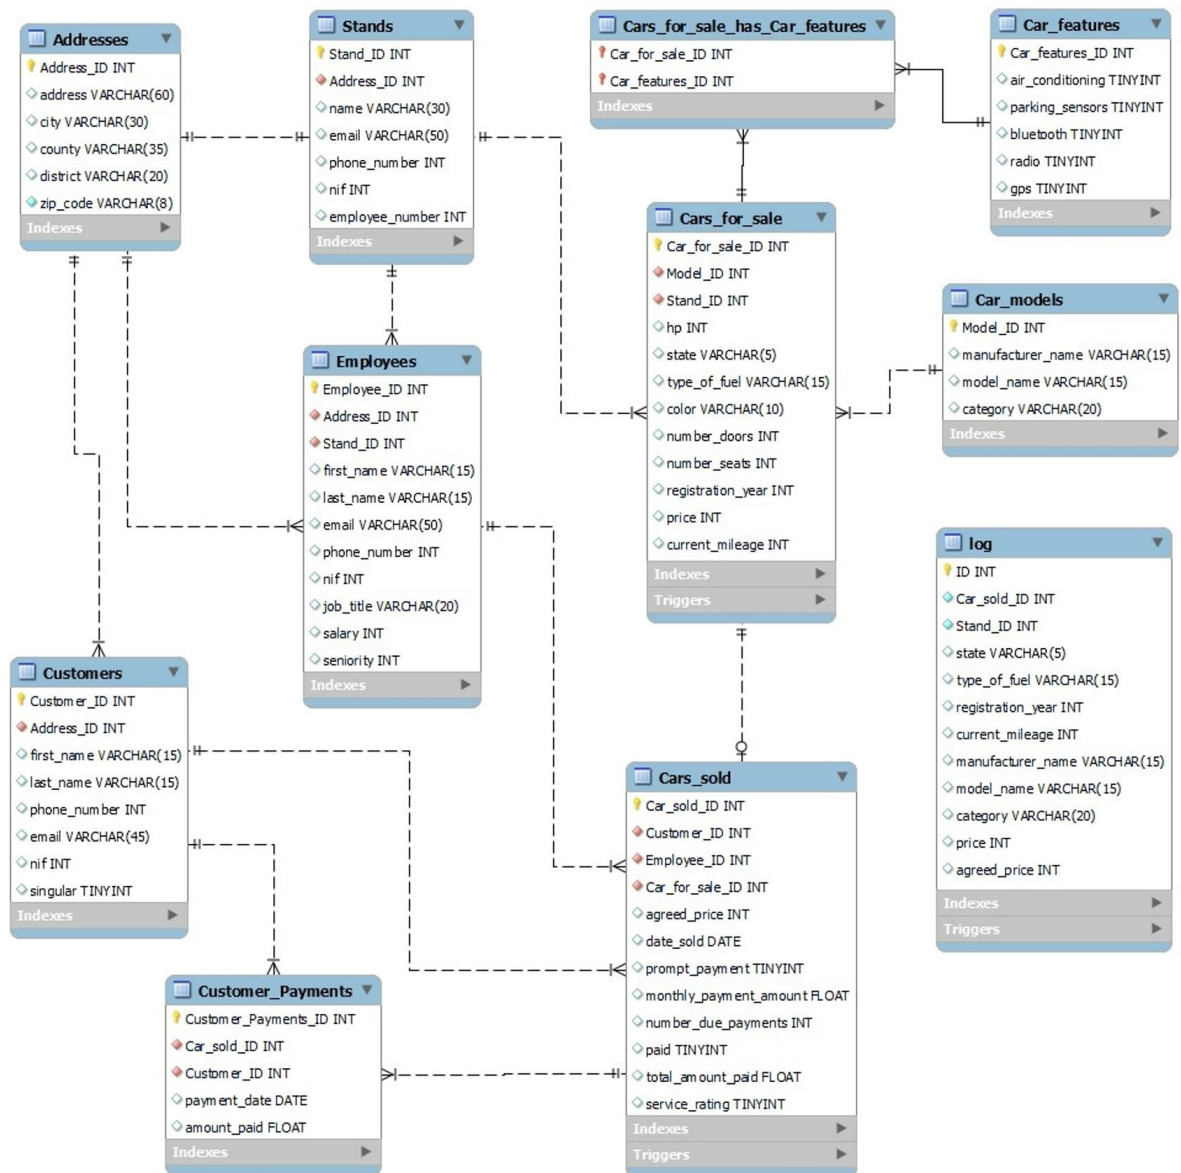 Addresses
Address_ID INT
address VARCHAR(60)
city VARCHAR(30)
county VARCHAR(35)
district VARCHAR(20)
zip_code VARCHAR(8)
Indexes
Stands
Stand_ID INT
Address_ID INT
name VARCHAR(30)
email VARCHAR(50)
phone_number INT
nif INT
employee_number INT
Indexes
Cars_for_sale_has_Car_features
Car_for_sale_ID INT
Car_features_ID INT
Indexes
Car_features
Car_features_ID INT
air_conditioning TINYINT
parking_sensors TINYINT
bluetooth TINYINT
radio TINYINT
gps TINYINT
Indexes
Cars_for_sale
Car_for_sale_ID INT
Model_ID INT
Stand_ID INT
hp INT
state VARCHAR(5)
type_of_fuel VARCHAR(15)
color VARCHAR(10)
number_doors INT
number_seats INT
registration_year INT
price INT
current_mileage INT
Indexes
Triggers
Car_models
Model_ID INT
manufacturer_name VARCHAR(15)
model_name VARCHAR(15)
category VARCHAR(20)
Indexes
Employees
Employee_ID INT
Address_ID INT
Stand_ID INT
first_name VARCHAR(15)
last_name VARCHAR(15)
email VARCHAR(50)
phone_number INT
nif INT
job_title VARCHAR(20)
salary INT
seniority INT
Indexes
log
ID INT
Car_sold_ID INT
Stand_ID INT
state VARCHAR(5)
type_of_fuel VARCHAR(15)
registration_year INT
current_mileage INT
manufacturer_name VARCHAR(15)
model_name VARCHAR(15)
category VARCHAR(20)
price INT
agreed_price INT
Indexes
Triggers
Customers
Customer_ID INT
Address_ID INT
first_name VARCHAR(15)
last_name VARCHAR(15)
phone_number INT
email VARCHAR(45)
nif INT
singular TINYINT
Indexes
Cars_sold
Car_sold_ID INT
Customer_ID INT
Employee_ID INT
Car_for_sale_ID INT
agreed_price INT
date_sold DATE
prompt_payment TINYINT
monthly_payment_amount FLOAT
number_due_payments INT
paid TINYINT
total_amount_paid FLOAT
service_rating TINYINT
Indexes
Triggers
Customer_Payments
Customer_Payments_ID INT
Car_sold_ID INT
Customer_ID INT
payment_date DATE
amount_paid FLOAT
Indexes